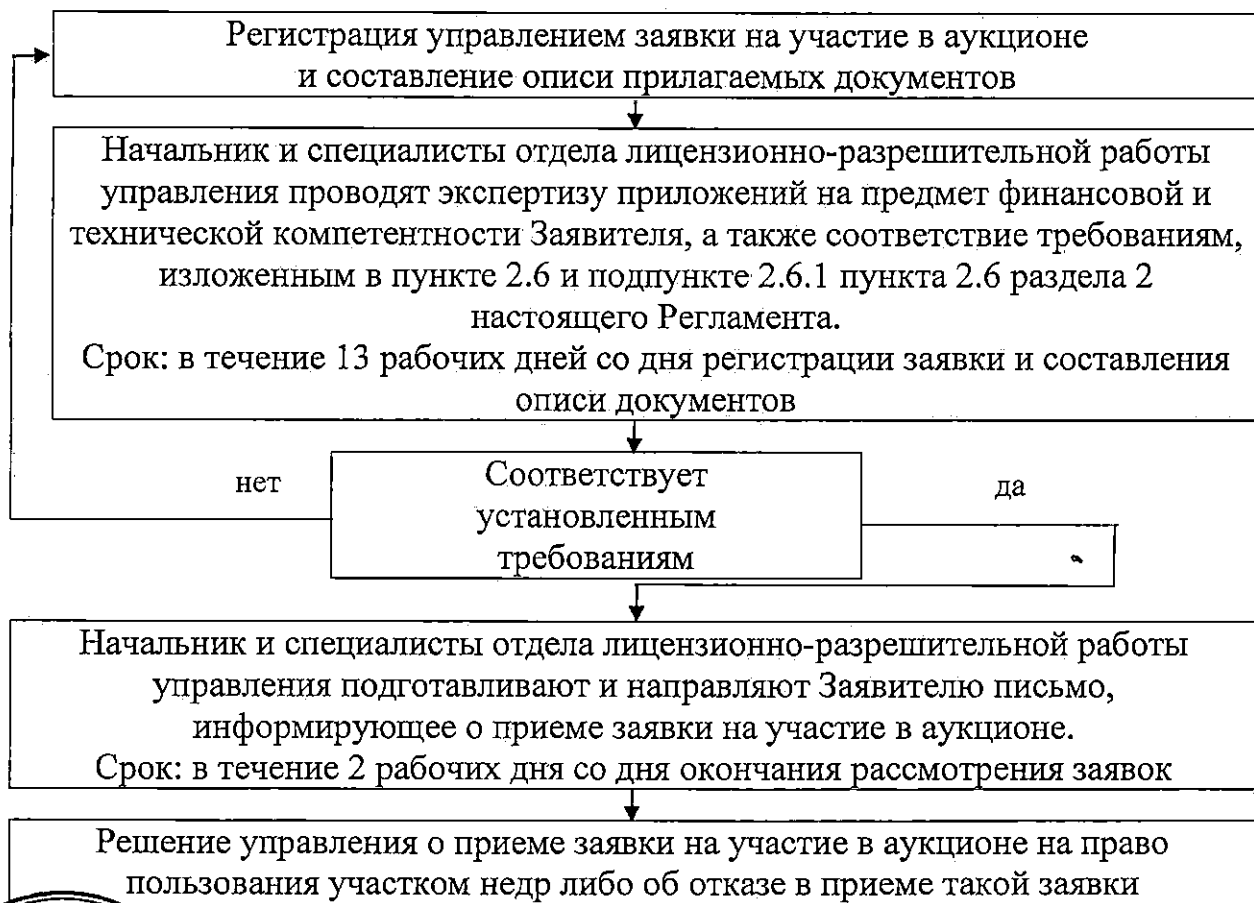 Регистрация управлением заявки на участие в аукционе
и составление описи прилагаемых документов
Начальник и специалисты отдела лицензионно-разрешительной работы
управления проводят экспертизу приложений на предмет финансовой и
технической компетентности Заявителя, а также соответствие требованиям,
изложенным в пункте 2.6 и подпункте 2.6.1 пункта 2.6 раздела 2
настоящего Регламента.
Срок: в течение 13 рабочих дней со дня регистрации заявки и составления
описи документов
нет
Соответствует
установленным
требованиям
да
Начальник и специалисты отдела лицензионно-разрешительной работы
управления подготавливают и направляют Заявителю письмо,
информирующее о приеме заявки на участие в аукционе.
Срок: в течение 2 рабочих дня со дня окончания рассмотрения заявок
Решение управления о приеме заявки на участие в аукционе на право
пользования участком недр либо об отказе в приеме такой заявки